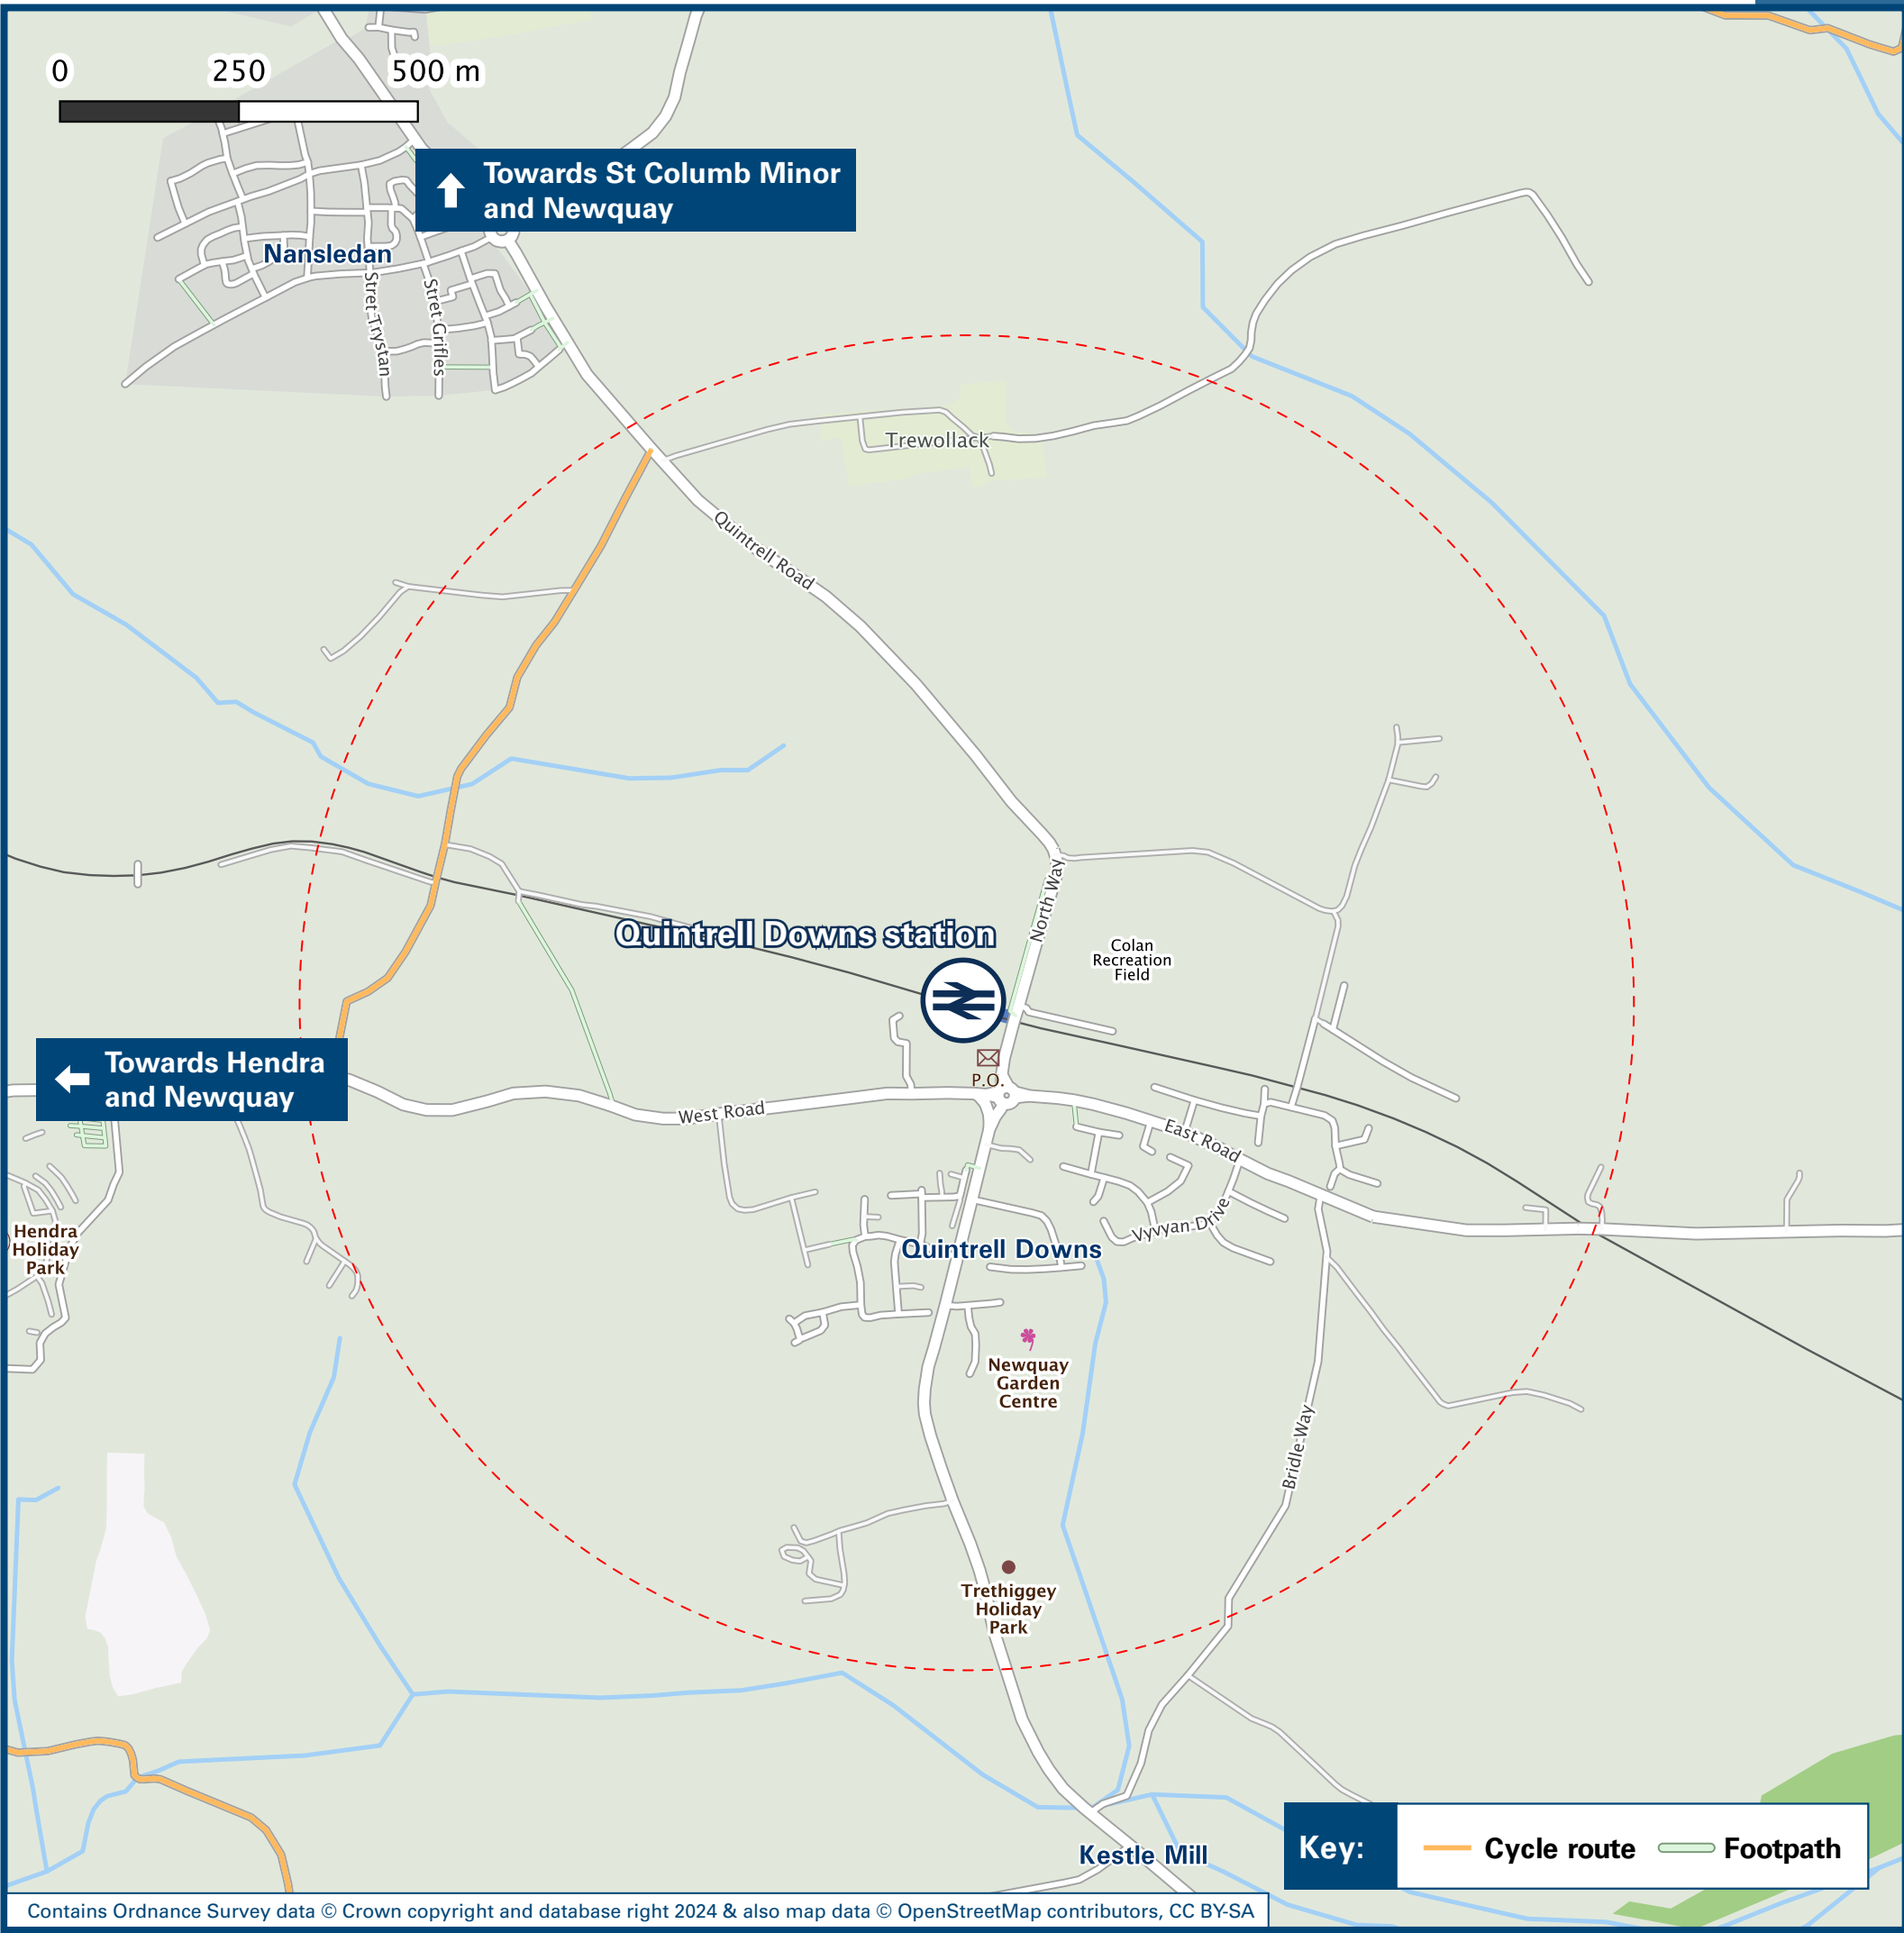 0 250 500 m
Towards St Columb Minor
and Newquay
Nansledan
Stret Trystan
Stret Grifles
Trewollack
Quintrell Road
North Way
Quintrell Downs station
Colan
Recreation
Field
Towards Hendra
and Newquay
P.O.
West Road
East Road
Vyvyan Drive
Hendra
Holiday
Park
Quintrell Downs
Newquay
Garden
Centre
Bridle Way
Trethiggey
Holiday
Park
Kestle Mill
Key: Cycle route Footpath
Contains Ordnance Survey data © Crown copyright and database right 2024 & also map data © OpenStreetMap contributors, CC BY-SA